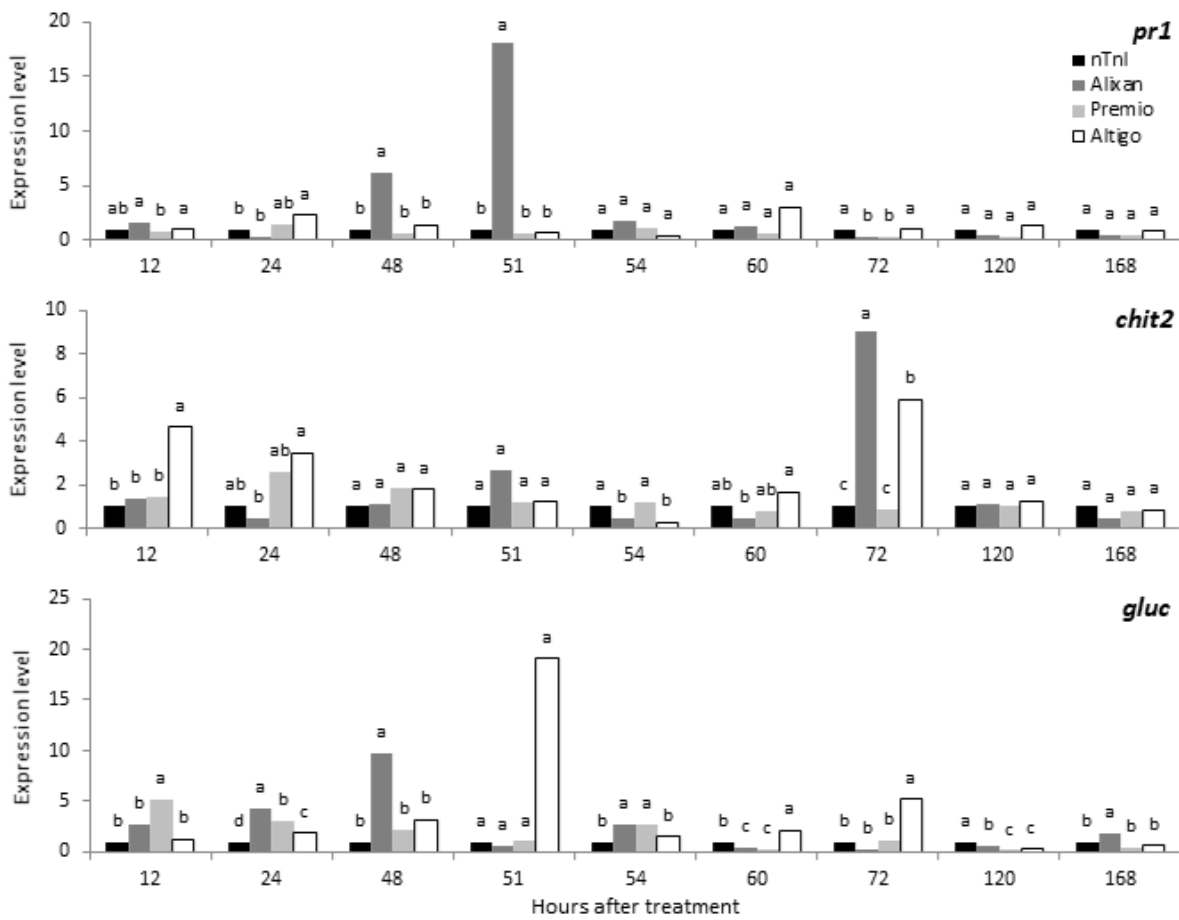 pr1
nTnI
Alixan
Premio
Altigo
Expression level
20
15
10
5
0
ab a b a b b ab a b a b b b a b b a a a a a a a a a b b a a a a a a a a a
12 24 48 51 54 60 72 120 168
chit2
Expression level
10
8
6
4
2
0
b b b a ab b ab a a a a a a a a a a b a b ab b ab a c a c b a a a a a a a a
12 24 48 51 54 60 72 120 168
gluc
Expression level
25
20
15
10
5
0
b b a b d a b c b a b b a a a a b a a b b c c a b b b a a b c c b a b b
12 24 48 51 54 60 72 120 168
Hours after treatment